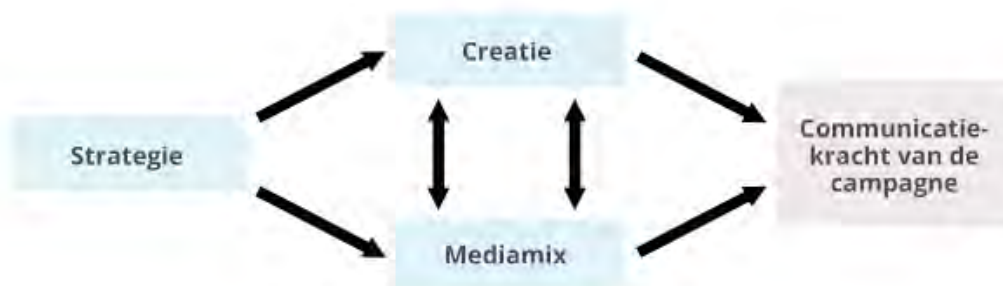 Creatie
Strategie
Communicatie-
kracht van de
campagne
Mediamix